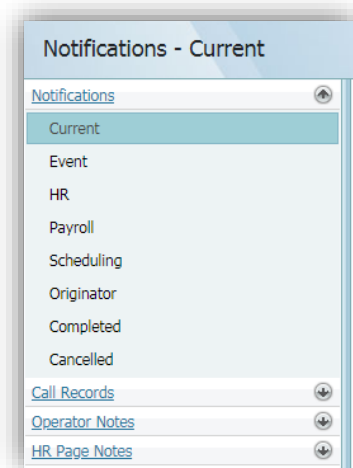 Notifications - Current
Notifications
Current
Event
HR
Payroll
Scheduling
Originator
Completed
Cancelled
Call Records
Operator Notes
HR Page Notes